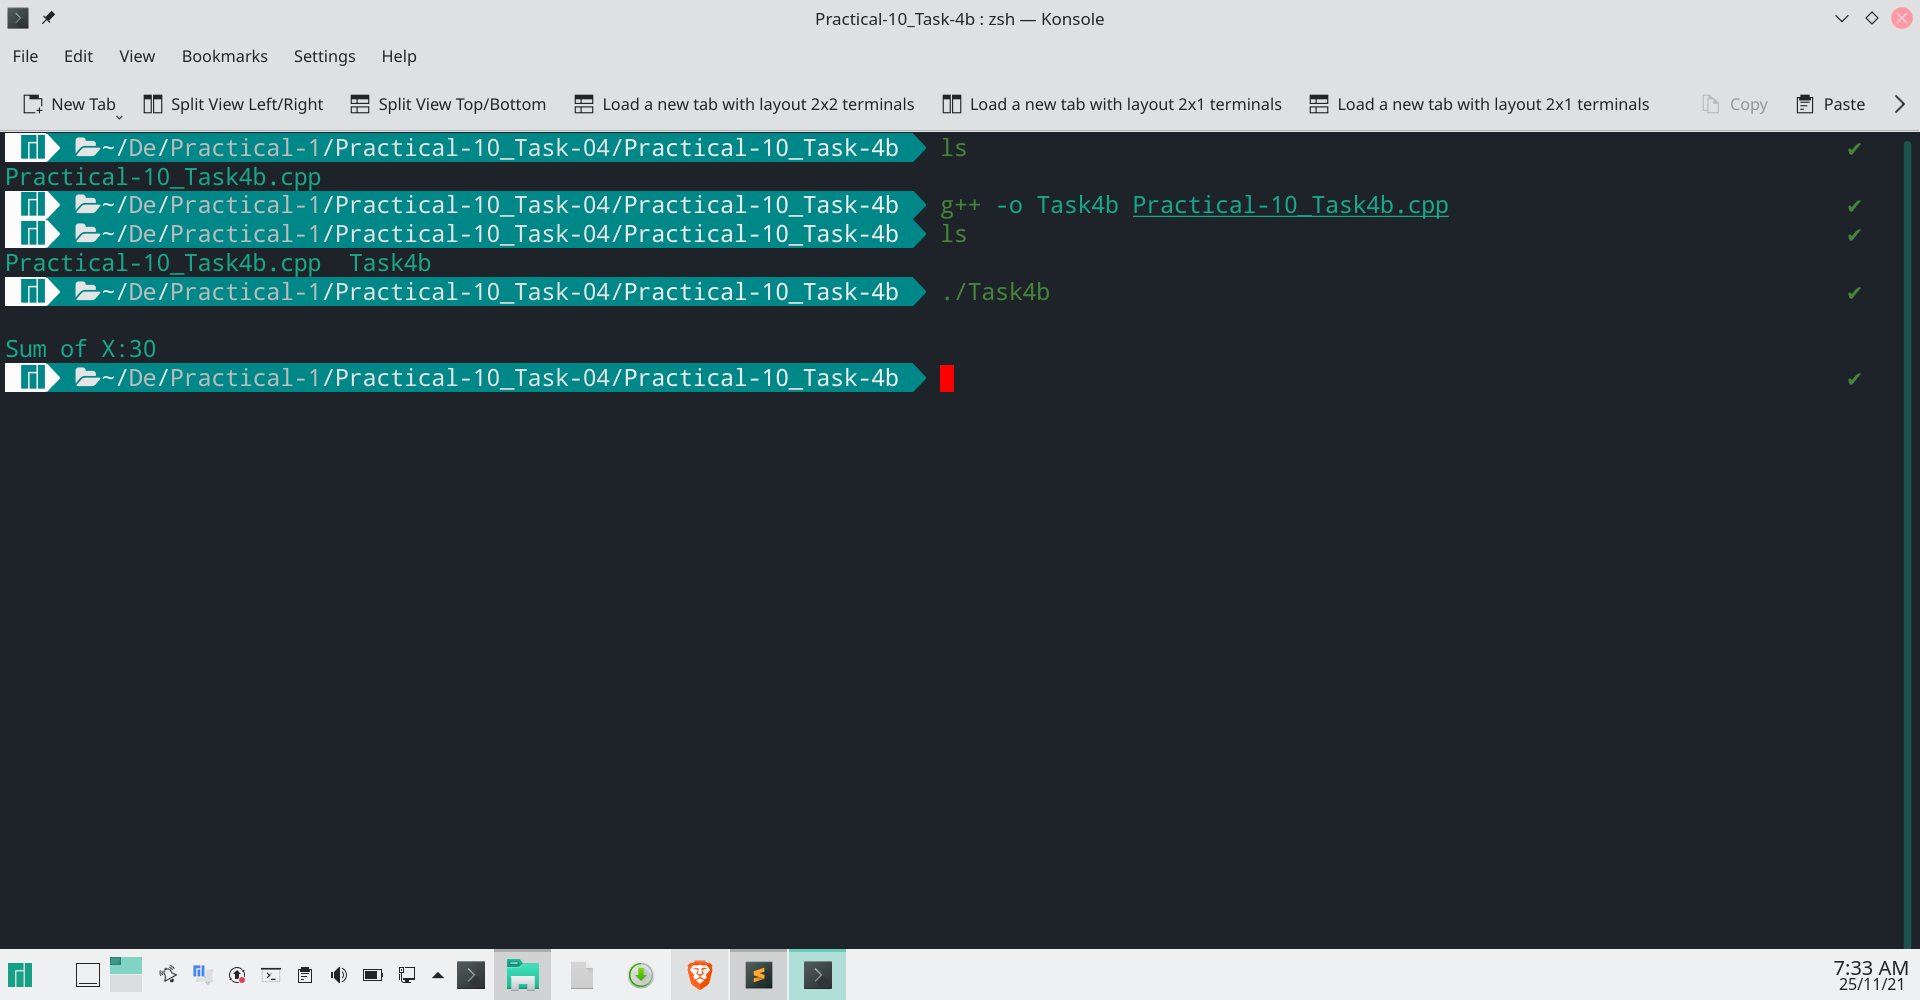 Practical-10_Task-4b : zsh — Konsole
File Edit View Bookmarks Settings Help
New Tab Split View Left/Right Split View Top/Bottom Load a new tab with layout 2x2 terminals Load a new tab with layout 2x1 terminals Load a new tab with layout 2x1 terminals Copy Paste
~/De/Practical-1/Practical-10_Task-04/Practical-10_Task-4b ls ✔
Practical-10_Task4b.cpp
~/De/Practical-1/Practical-10_Task-04/Practical-10_Task-4b g++ -o Task4b Practical-10_Task4b.cpp ✔
~/De/Practical-1/Practical-10_Task-04/Practical-10_Task-4b ls ✔
Practical-10_Task4b.cpp Task4b
~/De/Practical-1/Practical-10_Task-04/Practical-10_Task-4b ./Task4b ✔
Sum of X:30
~/De/Practical-1/Practical-10_Task-04/Practical-10_Task-4b ✔
7:33 AM
25/11/21